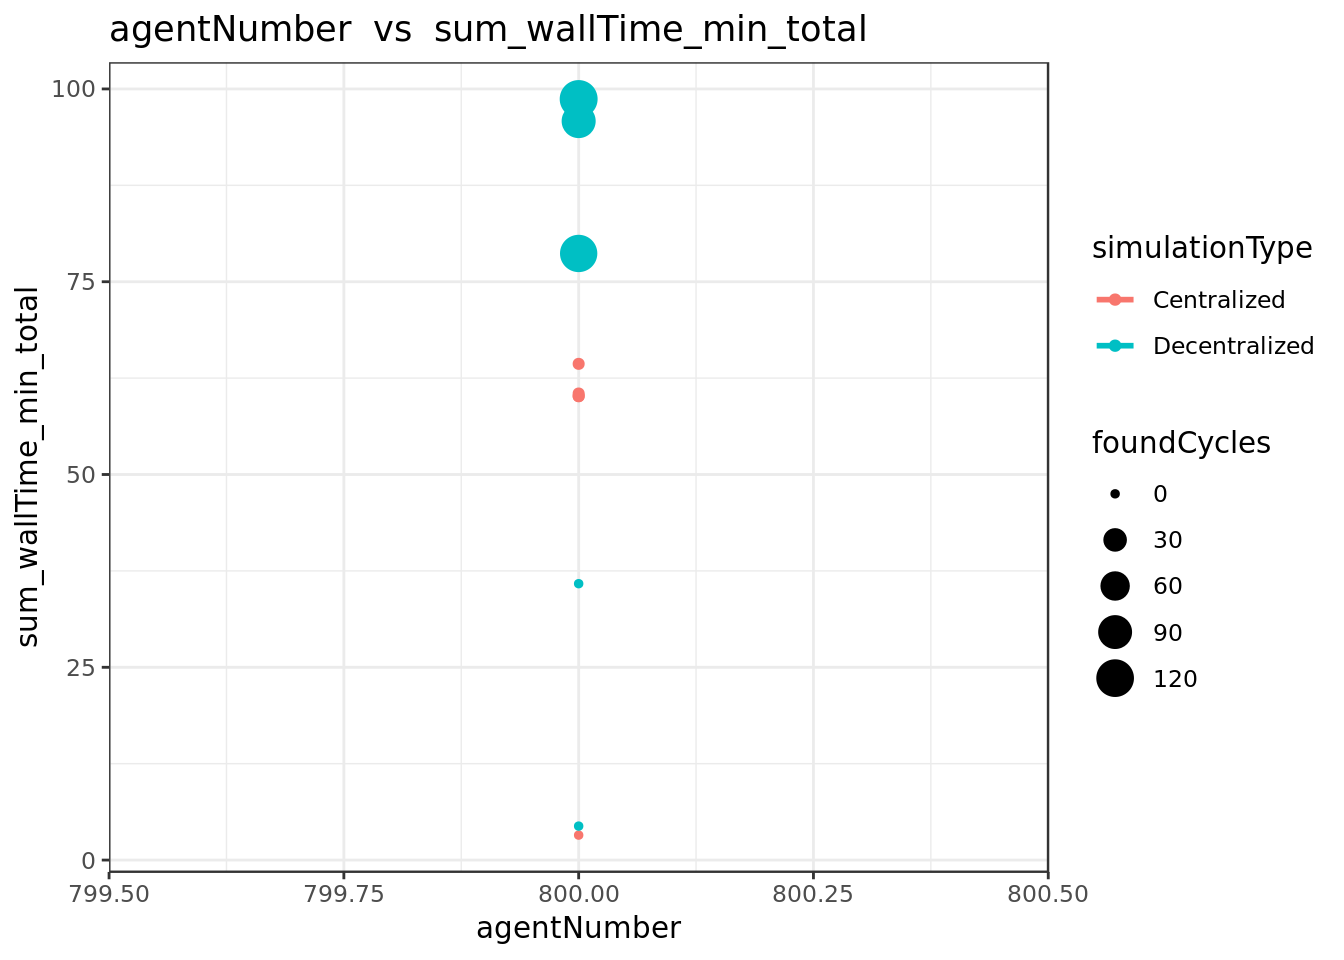 agentNumber  vs  sum_wallTime_min_total
100
75
50
25
0
sum_wallTime_min_total
799.50
799.75
800.00
800.25
800.50
agentNumber
simulationType
Centralized
Decentralized
foundCycles
0
30
60
90
120